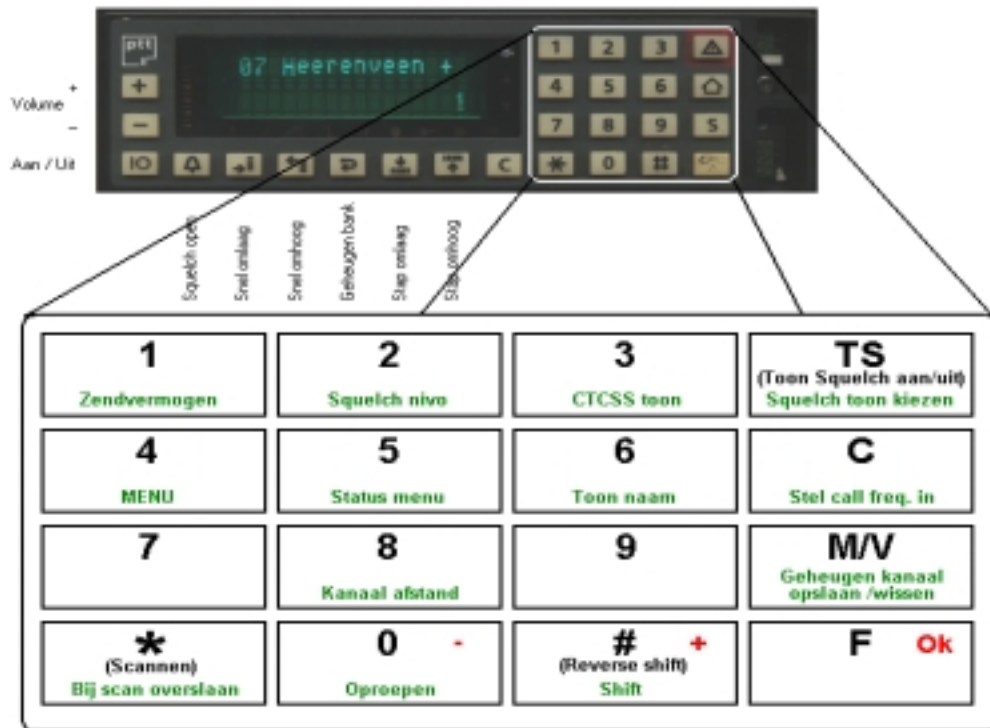 ptt
07 Heerenveen +
!
Volume
+
−
Aan / Uit
+
−
1 2 3
4 5 6
7 8 9 S
* 0 #
IO
C
Squelch open
Snel omlaag
Snel omhoog
Geheugen bank
Stap omlaag
Stap omhoog
1
Zendvermogen
2
Squelch nivo
3
CTCSS toon
TS
(Toon Squelch aan/uit)
Squelch toon kiezen
4
MENU
5
Status menu
6
Toon naam
C
Stel call freq. in
7
8
Kanaal afstand
9
M/V
Geheugen kanaal
opslaan /wissen
*
(Scannen)
Bij scan overslaan
0 -
Oproepen
# +
(Reverse shift)
Shift
F Ok